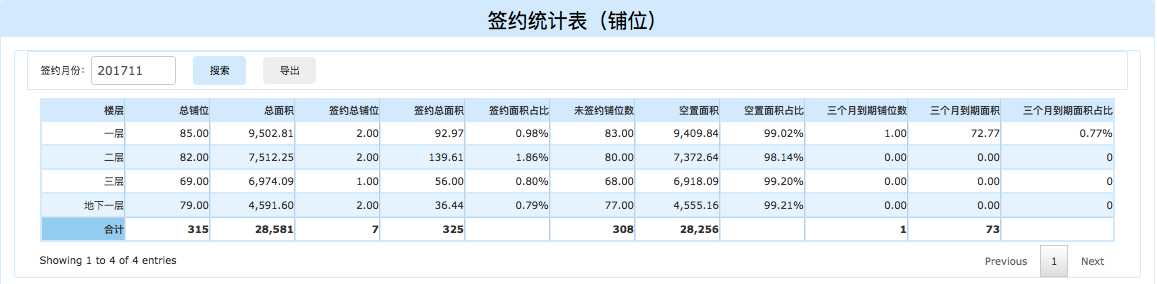 签约统计表（铺位）
签约月份: 201711 搜索 导出
楼层 总铺位 总面积 签约总铺位 签约总面积 签约面积占比 未签约铺位数 空置面积 空置面积占比 三个月到期铺位数 三个月到期面积 三个月到期面积占比
一层 85.00 9,502.81 2.00 92.97 0.98% 83.00 9,409.84 99.02% 1.00 72.77 0.77%
二层 82.00 7,512.25 2.00 139.61 1.86% 80.00 7,372.64 98.14% 0.00 0.00 0
三层 69.00 6,974.09 1.00 56.00 0.80% 68.00 6,918.09 99.20% 0.00 0.00 0
地下一层 79.00 4,591.60 2.00 36.44 0.79% 77.00 4,555.16 99.21% 0.00 0.00 0
合计 315 28,581 7 325 308 28,256 1 73
Showing 1 to 4 of 4 entries Previous 1 Next